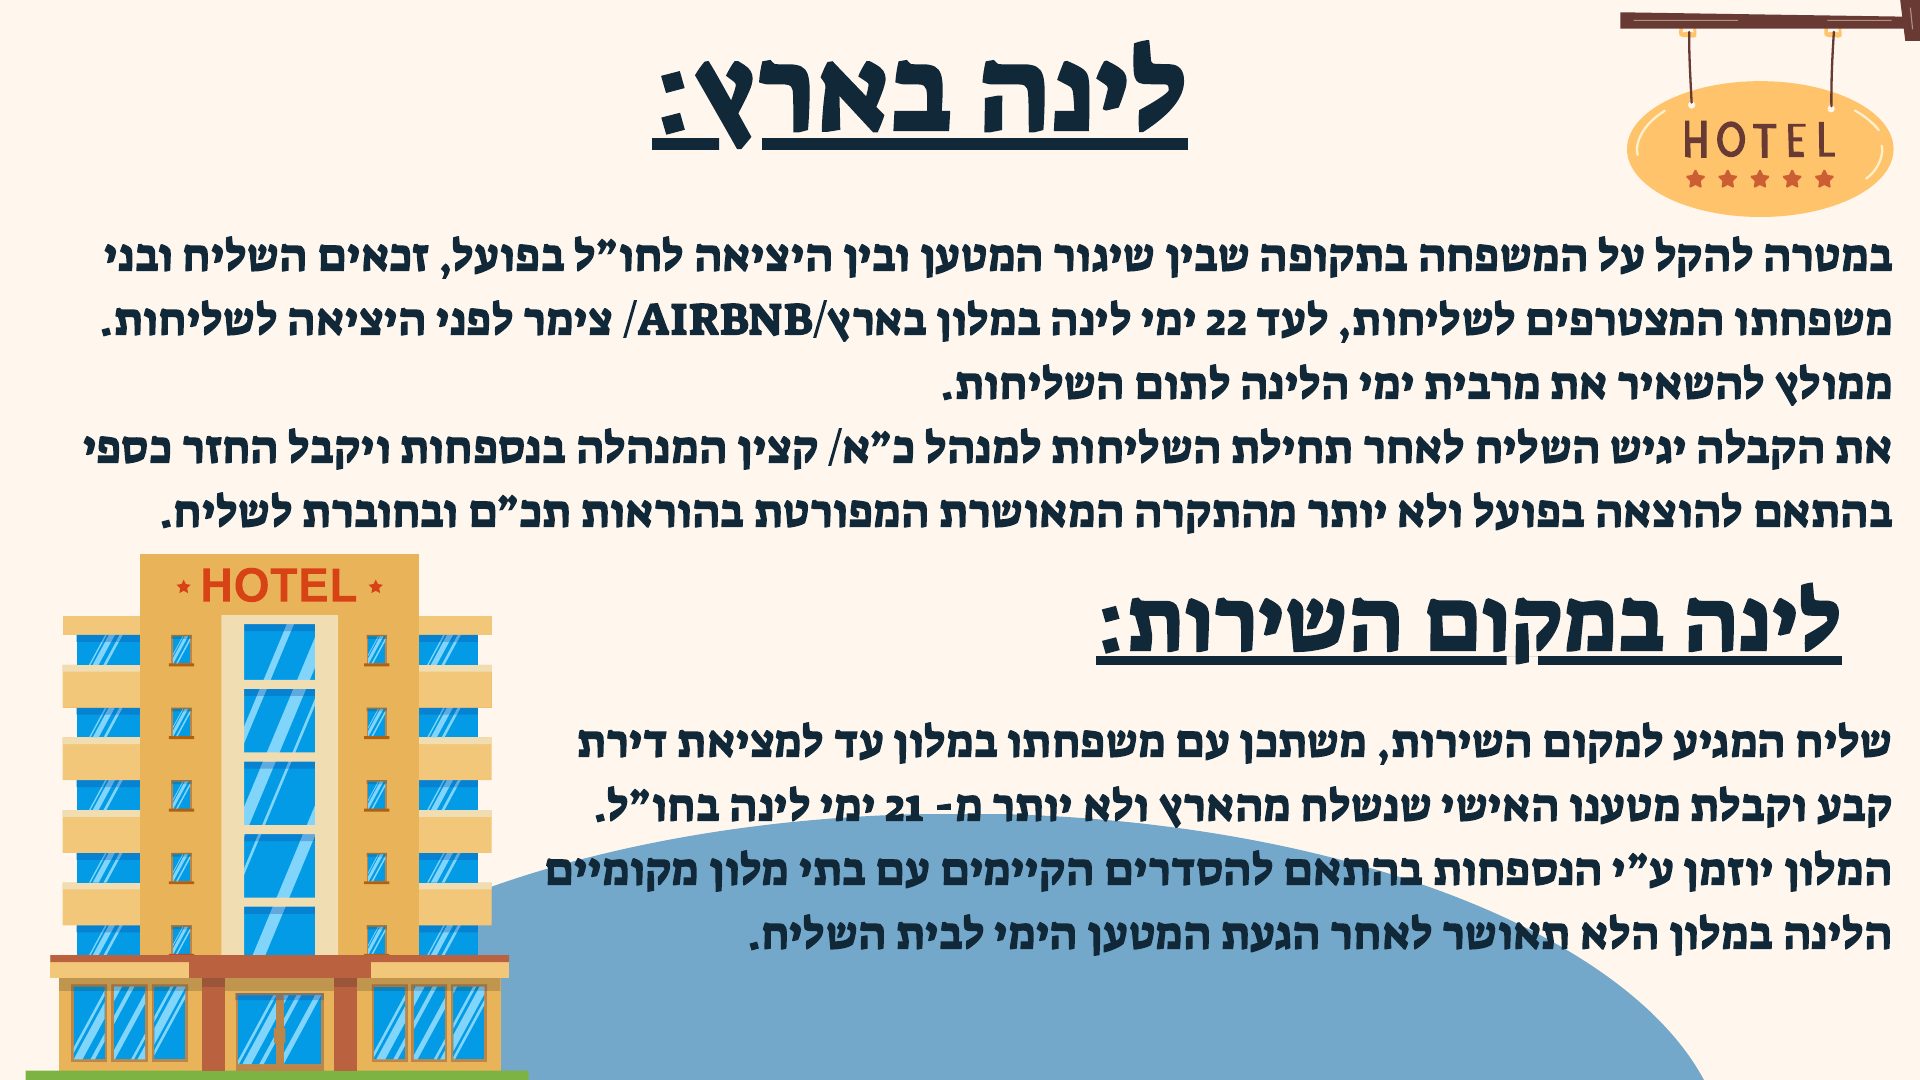 לינה בארץ:
HOTEL
במטרה להקל על המשפחה בתקופה שבין שיגור המטען ובין היציאה לחו"ל בפועל, זכאים השליח ובני
משפחתו המצטרפים לשליחות, לעד 22 ימי לינה במלון בארץ/AIRBNB/ צימר לפני היציאה לשליחות.
ממולץ להשאיר את מרבית ימי הלינה לתום השליחות.
את הקבלה יגיש השליח לאחר תחילת השליחות למנהל כ"א/ קצין המנהלה בנספחות ויקבל החזר כספי
בהתאם להוצאה בפועל ולא יותר מהתקרה המאושרת המפורטת בהוראות תכ"ם ובחוברת לשליח.
HOTEL
לינה במקום השירות:
שליח המגיע למקום השירות, משתכן עם משפחתו במלון עד למציאת דירת
קבע וקבלת מטענו האישי שנשלח מהארץ ולא יותר מ- 21 ימי לינה בחו"ל.
המלון יוזמן ע"י הנספחות בהתאם להסדרים הקיימים עם בתי מלון מקומיים
הלינה במלון הלא תאושר לאחר הגעת המטען הימי לבית השליח.